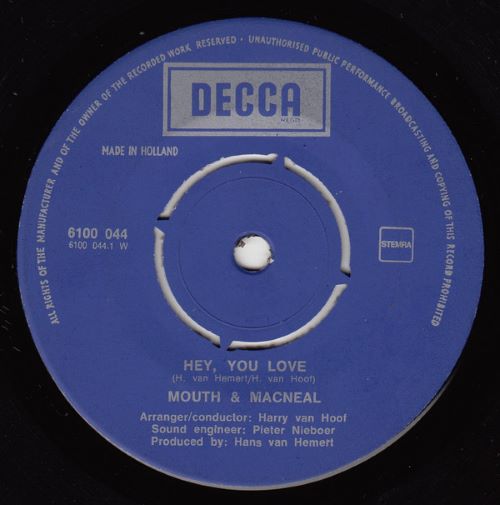 ALL RIGHTS OF THE MANUFACTURER AND OF THE OWNER OF THE RECORDED WORK RESERVED · UNAUTHORISED PUBLIC PERFORMANCE BROADCASTING AND COPYING OF THIS RECORD PROHIBITED
DECCA
MADE IN HOLLAND
6100 044
6100 044.1 W
STEMRA
HEY, YOU LOVE
(H. van Hemert/H. van Hoof)
MOUTH & MACNEAL
Arranger/conductor: Harry van Hoof
Sound engineer: Pieter Nieboer
Produced by: Hans van Hemert